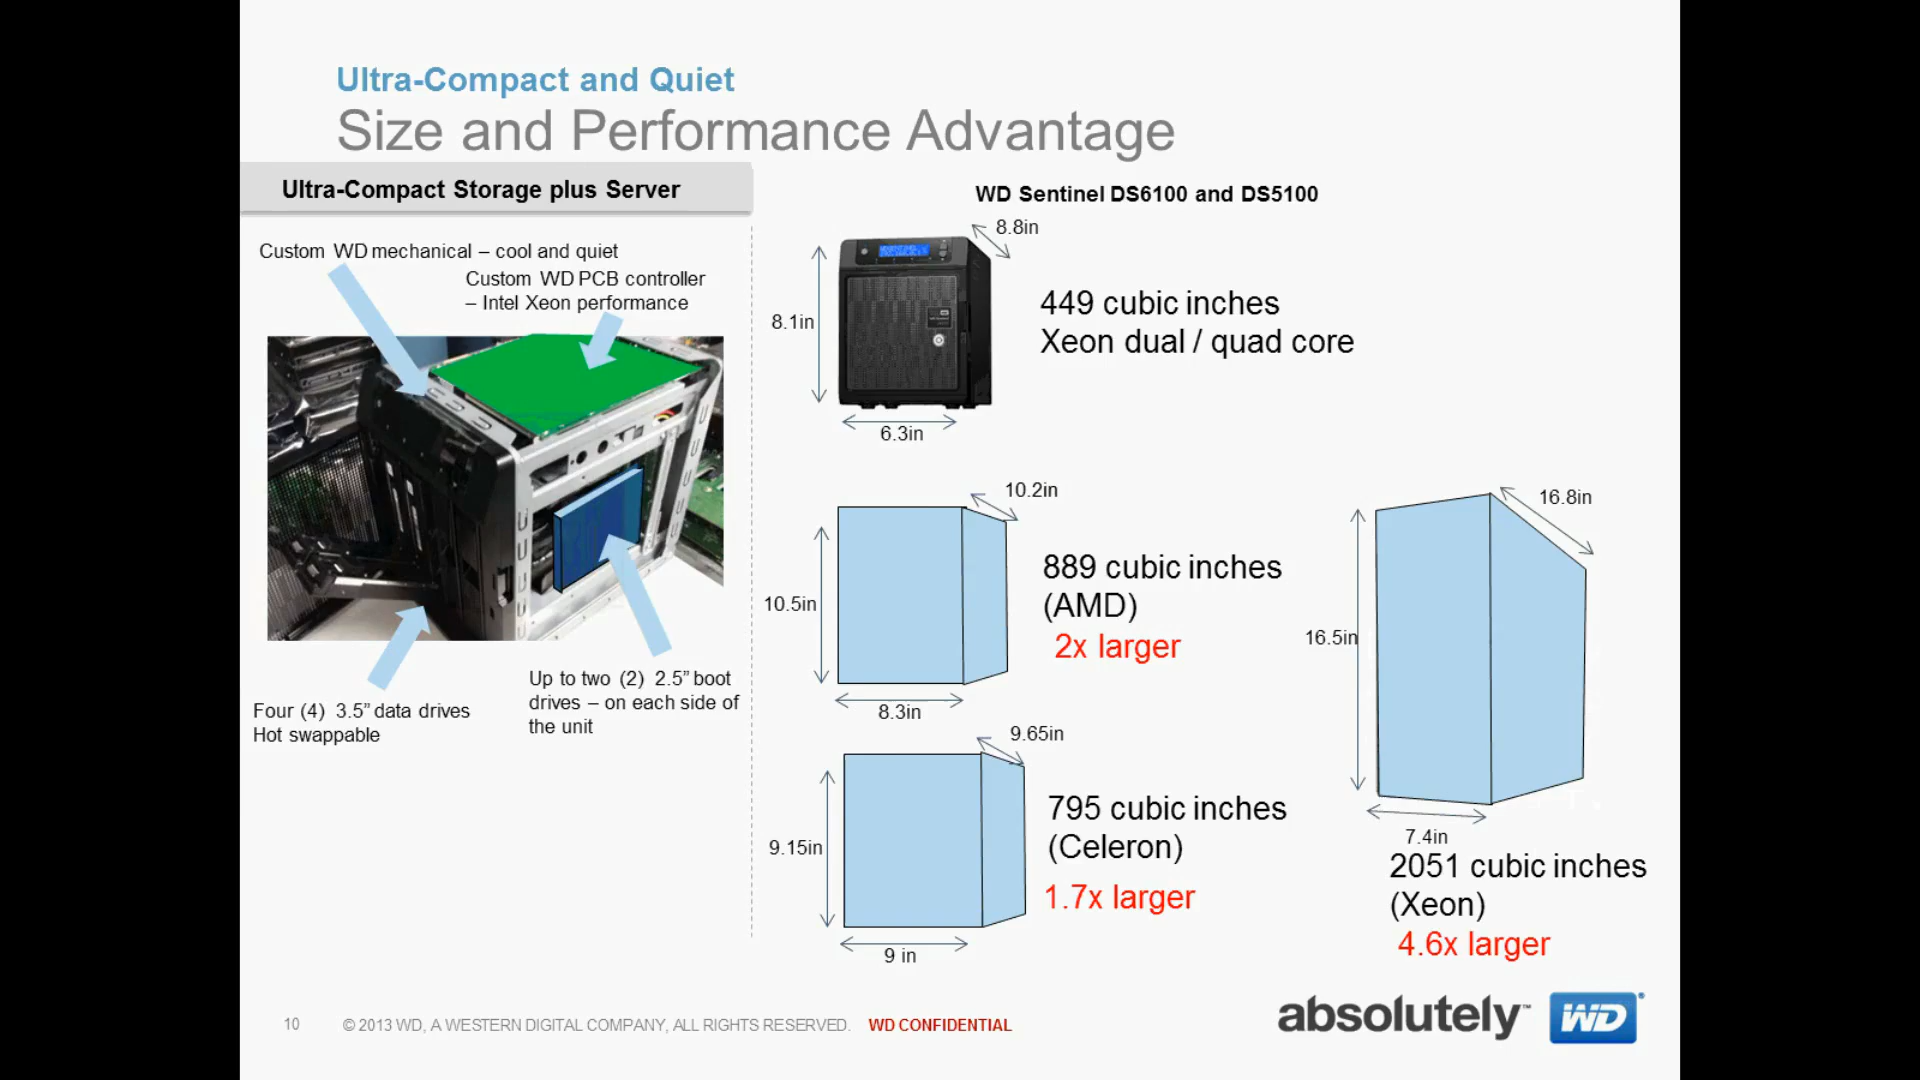 Ultra-Compact and Quiet
Size and Performance Advantage
Ultra-Compact Storage plus Server
Custom WD mechanical – cool and quiet
Custom WD PCB controller
– Intel Xeon performance
Four (4) 3.5” data drives
Hot swappable
Up to two (2) 2.5” boot
drives – on each side of
the unit
WD Sentinel DS6100 and DS5100
8.8in
8.1in
6.3in
449 cubic inches
Xeon dual / quad core
10.2in
10.5in
8.3in
889 cubic inches
(AMD)
2x larger
9.65in
9.15in
9 in
795 cubic inches
(Celeron)
1.7x larger
16.8in
16.5in
7.4in
2051 cubic inches
(Xeon)
4.6x larger
10
© 2013 WD, A WESTERN DIGITAL COMPANY, ALL RIGHTS RESERVED. WD CONFIDENTIAL
absolutely™ WD®